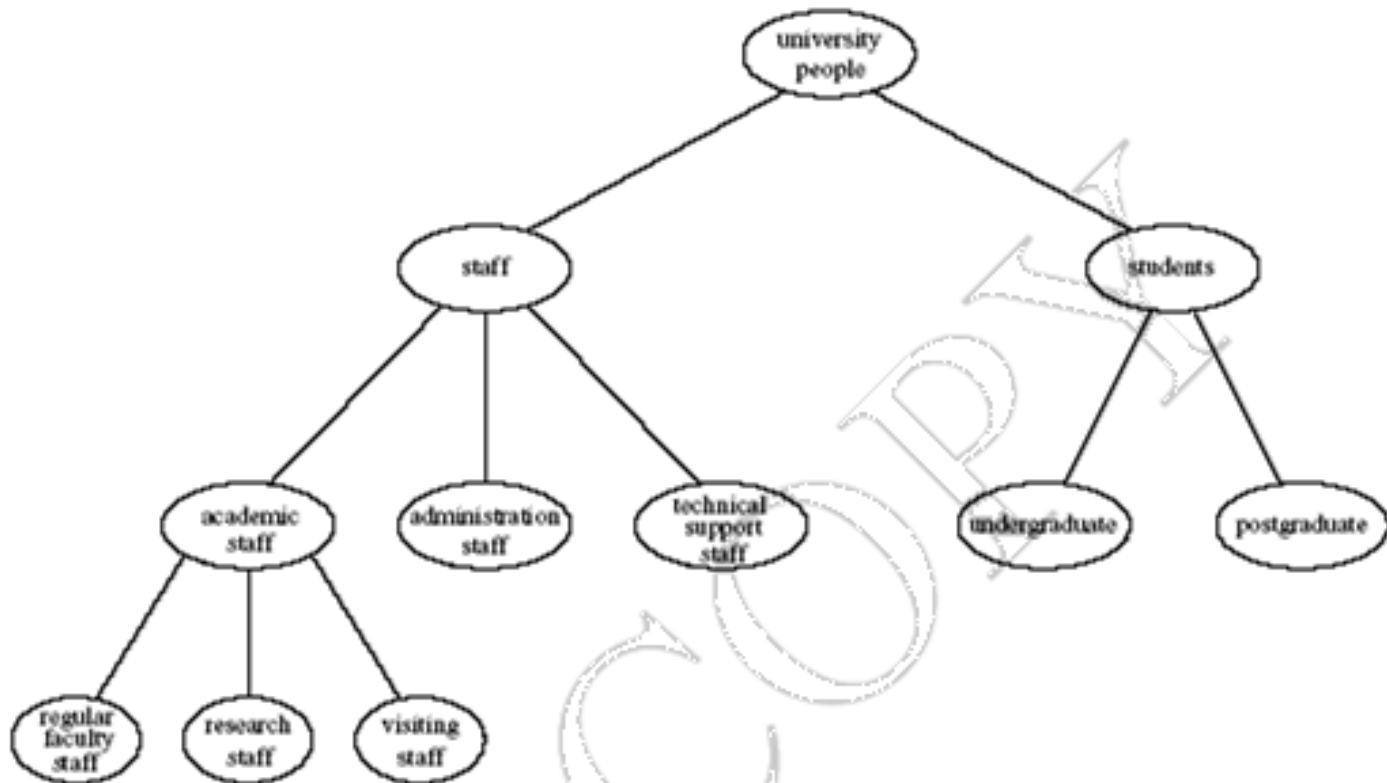 university
people
staff
students
academic
staff
administration
staff
technical
support
staff
undergraduate
postgraduate
regular
faculty
staff
research
staff
visiting
staff
COPY